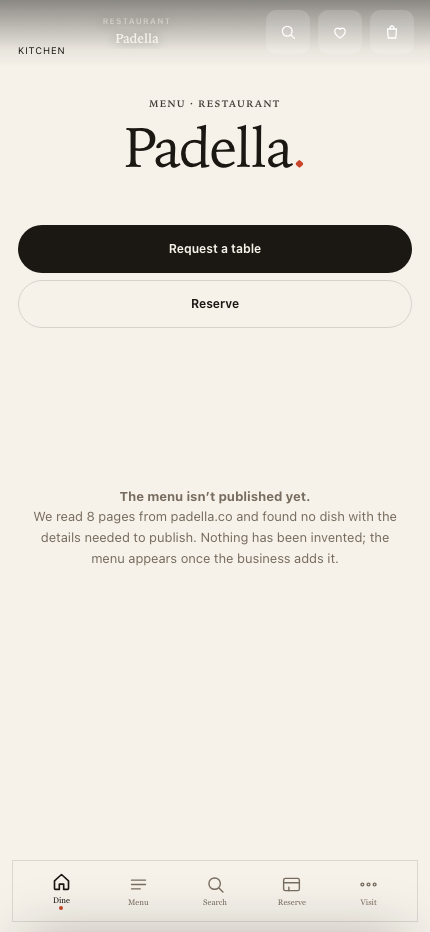 RESTAURANT
Padella
KITCHEN
MENU · RESTAURANT
Padella.
Request a table
Reserve
The menu isn’t published yet.
We read 8 pages from padella.co and found no dish with the
details needed to publish. Nothing has been invented; the
menu appears once the business adds it.
Dine
Menu
Search
Reserve
Visit